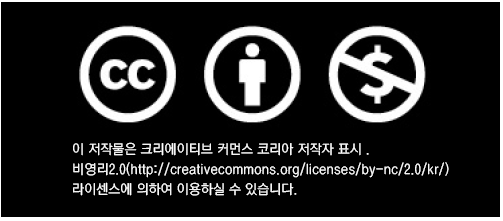 cc
$
이 저작물은 크리에이티브 커먼스 코리아 저작자 표시 .
비영리2.0(http://creativecommons.org/licenses/by-nc/2.0/kr/)
라이센스에 의하여 이용하실 수 있습니다.